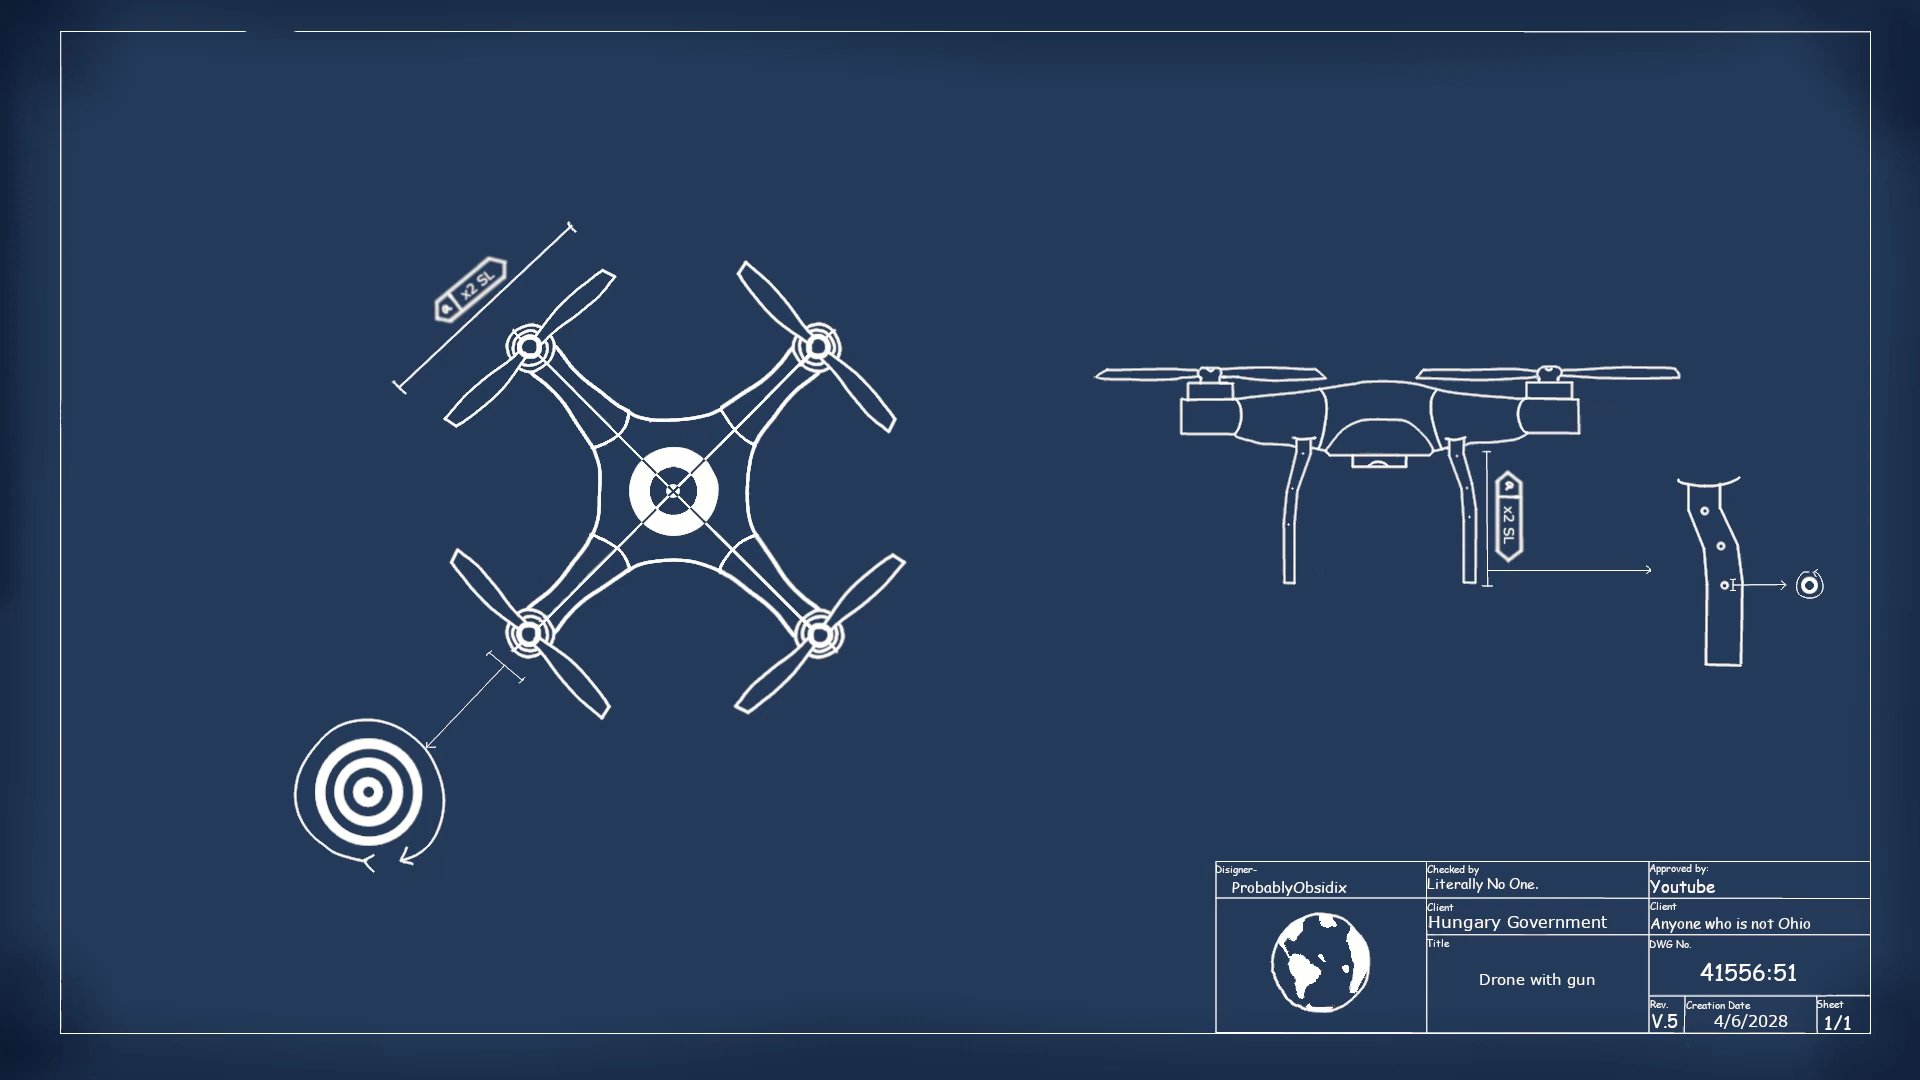 a x2 SL
a x2 SL
Disigner-
ProbablyObsidix
Checked by
Literally No One.
Approved by:
Youtube
Client
Hungary Government
Client
Anyone who is not Ohio
Title
Drone with gun
DWG No.
41556:51
Rev.
V.5
Creation Date
4/6/2028
Sheet
1/1